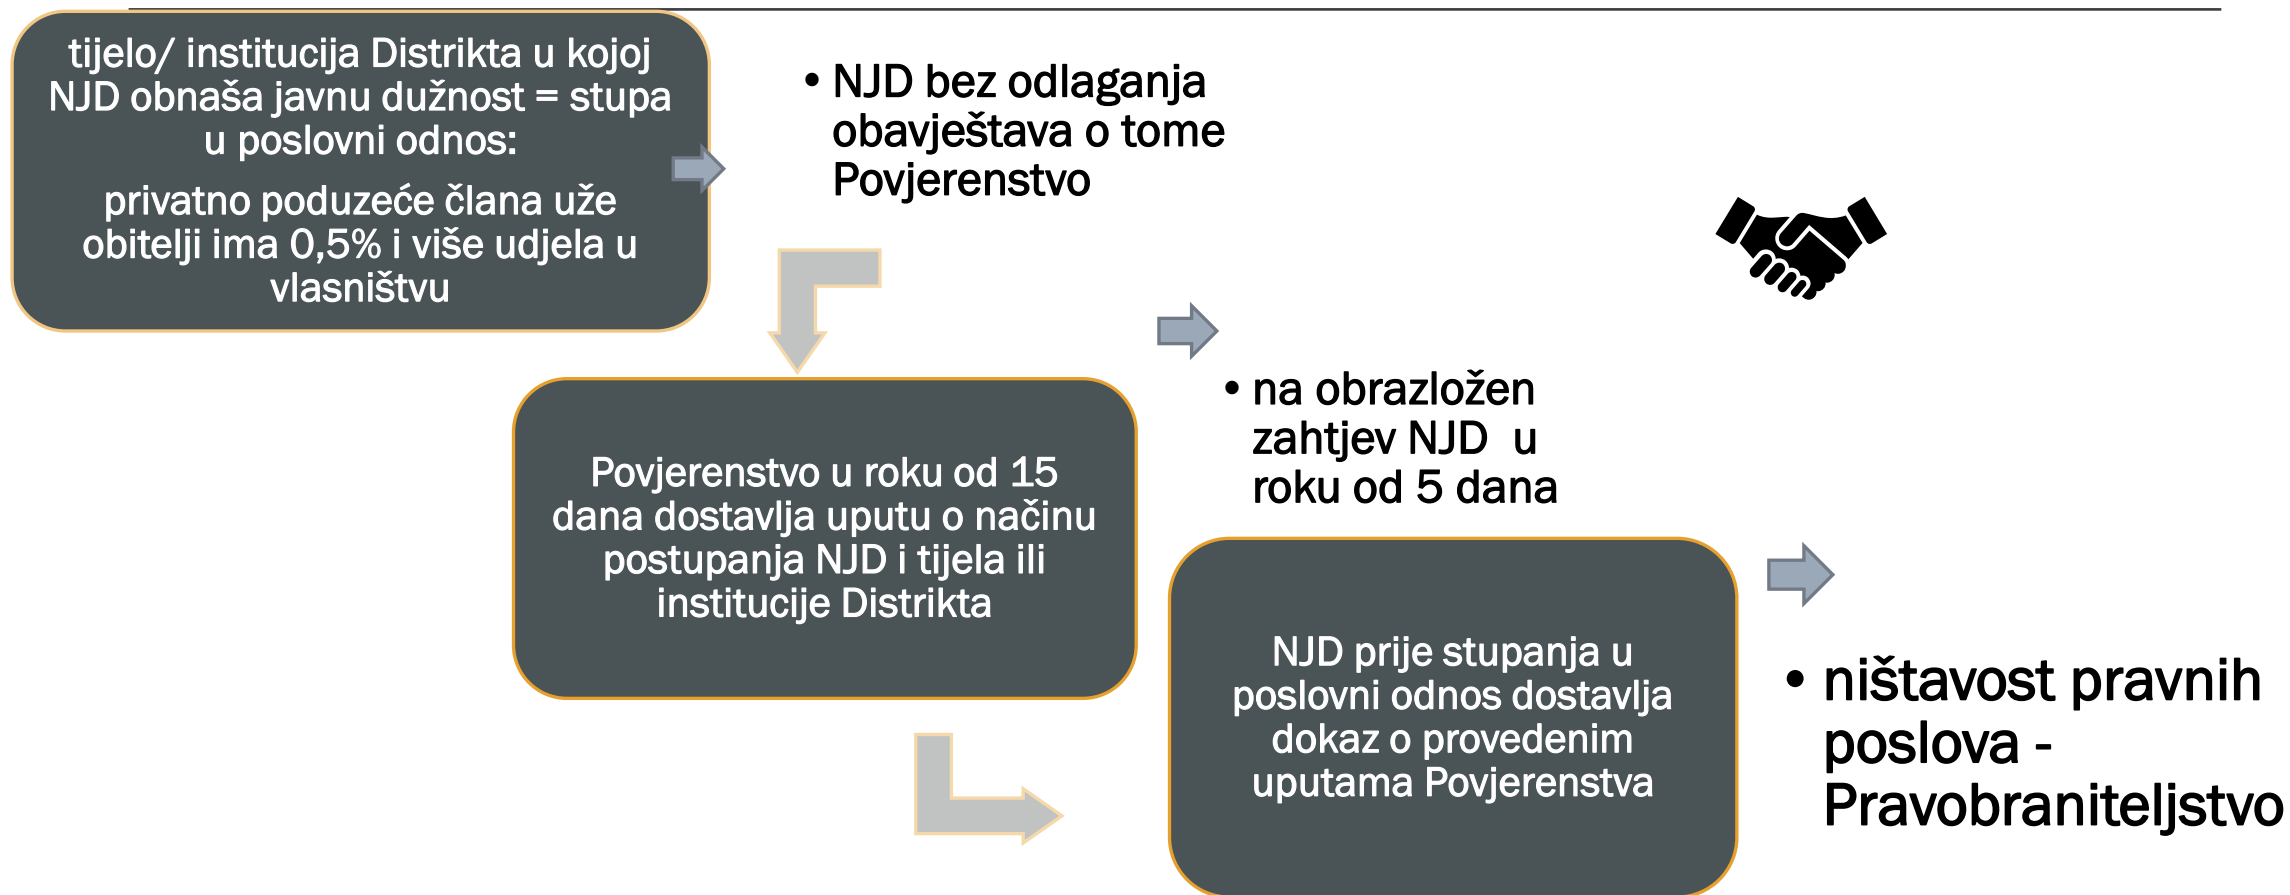 tijelo/ institucija Distrikta u kojoj
NJD obnaša javnu dužnost = stupa
u poslovni odnos:
privatno poduzeće člana uže
obitelji ima 0,5% i više udjela u
vlasništvu
• NJD bez odlaganja
obavještava o tome
Povjerenstvo
Povjerenstvo u roku od 15
dana dostavlja uputu o načinu
postupanja NJD i tijela ili
institucije Distrikta
• na obrazložen
zahtjev NJD  u
roku od 5 dana
NJD prije stupanja u
poslovni odnos dostavlja
dokaz o provedenim
uputama Povjerenstva
• ništavost pravnih
poslova -
Pravobraniteljstvo